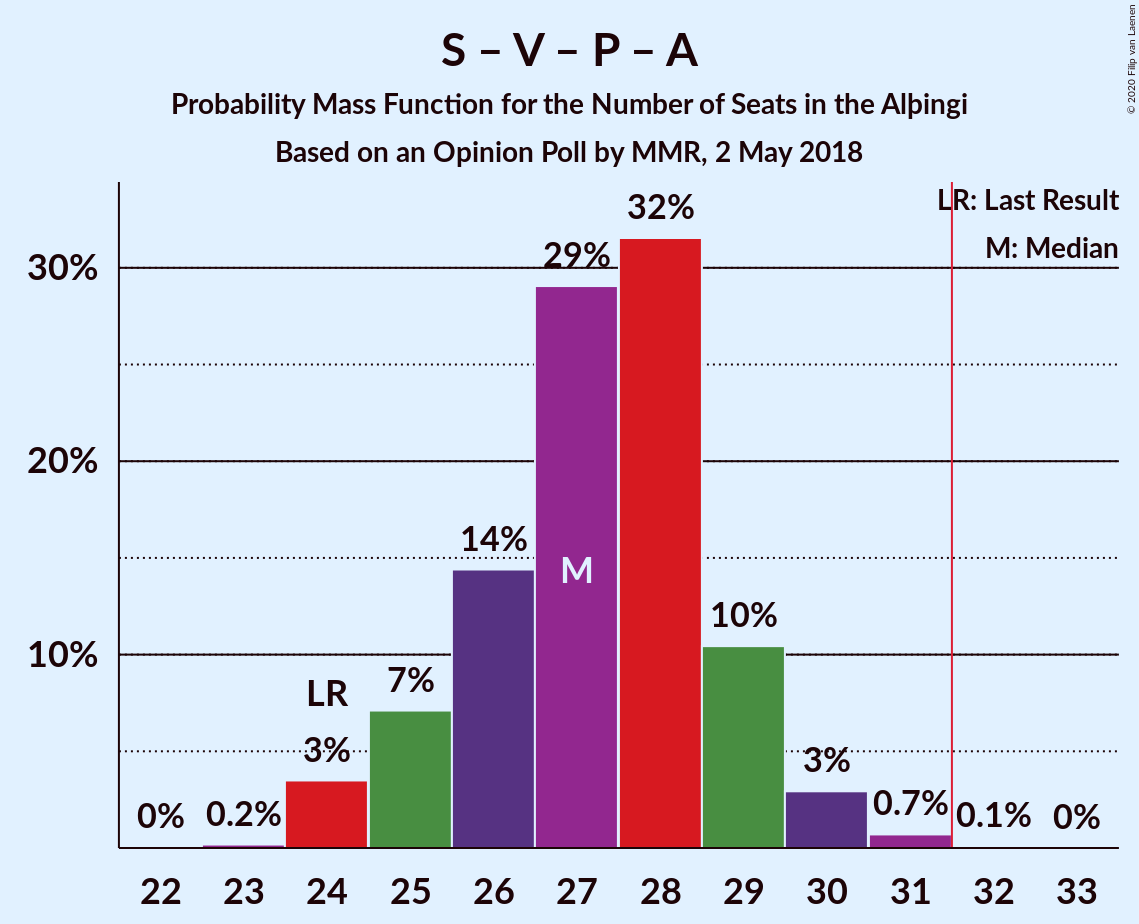 S – V – P – A
Probability Mass Function for the Number of Seats in the Alþingi
Based on an Opinion Poll by MMR, 2 May 2018
© 2020 Filip van Laenen
LR: Last Result
M: Median
30%
20%
10%
0%
0.2%
LR
3%
7%
14%
29%
M
32%
10%
3%
0.7%
0.1%
0%
22 23 24 25 26 27 28 29 30 31 32 33